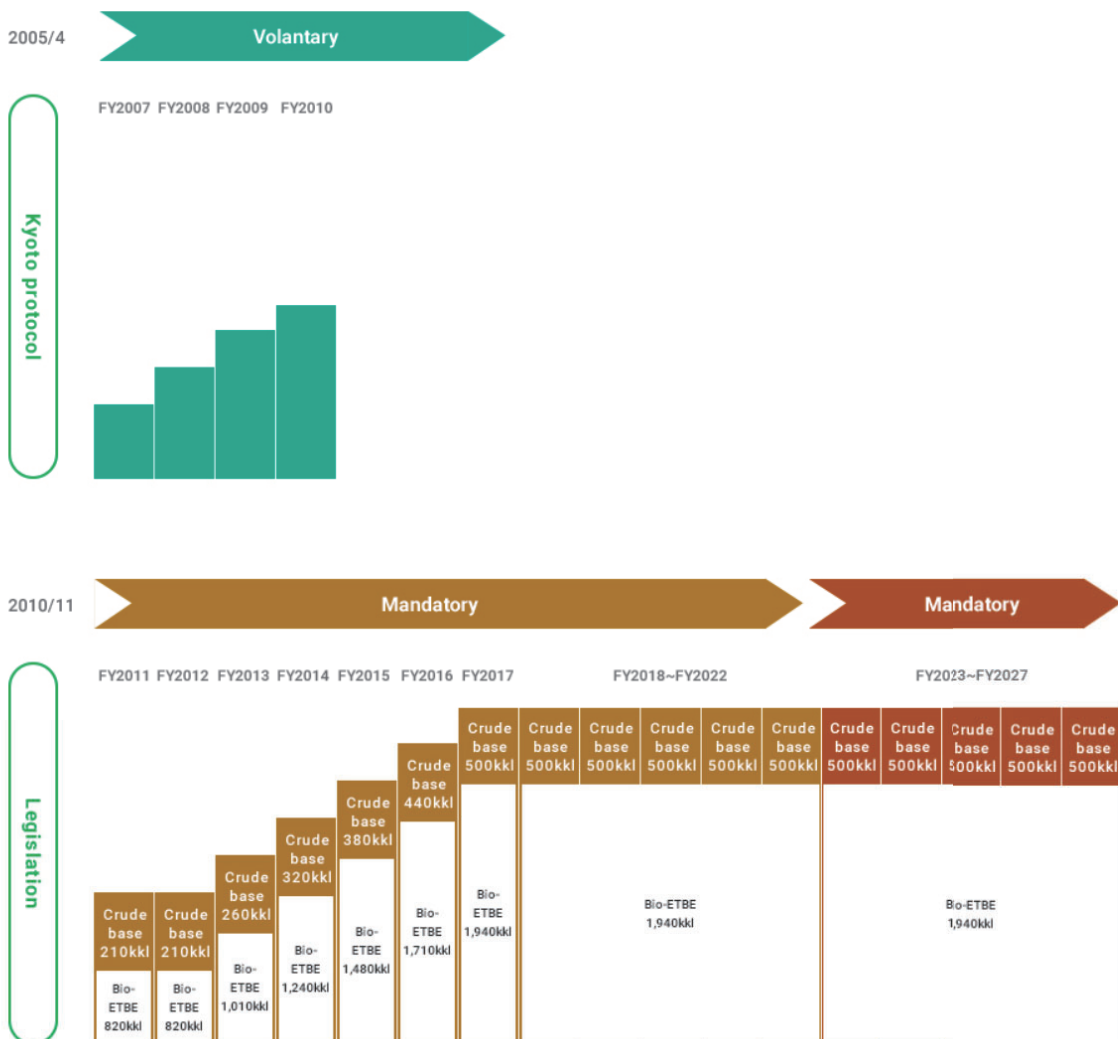 2005/4
Volantary
FY2007 FY2008 FY2009 FY2010
Kyoto protocol
2010/11
Mandatory
Mandatory
FY2011 FY2012 FY2013 FY2014 FY2015 FY2016 FY2017 FY2018~FY2022 FY2023~FY2027
Legislation
Crude
base
210kkl
Bio-
ETBE
820kkl
Crude
base
210kkl
Bio-
ETBE
820kkl
Crude
base
260kkl
Bio-
ETBE
1,010kkl
Crude
base
320kkl
Bio-
ETBE
1,240kkl
Crude
base
380kkl
Bio-
ETBE
1,480kkl
Crude
base
440kkl
Bio-
ETBE
1,710kkl
Crude
base
500kkl
Bio-
ETBE
1,940kkl
Crude
base
500kkl
Crude
base
500kkl
Crude
base
500kkl
Crude
base
500kkl
Crude
base
500kkl
Bio-ETBE
1,940kkl
Crude
base
500kkl
Crude
base
500kkl
Crude
base
500kkl
Crude
base
500kkl
Crude
base
500kkl
Bio-ETBE
1,940kkl